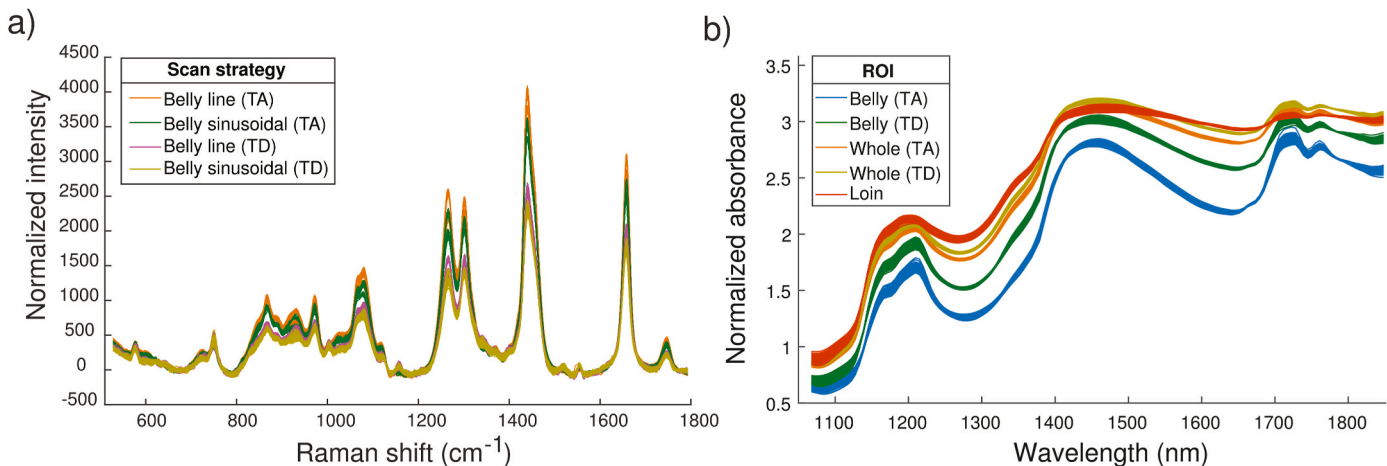 a)
Normalized intensity
4500
4000
3500
3000
2500
2000
1500
1000
500
0
-500
Scan strategy
Belly line (TA)
Belly sinusoidal (TA)
Belly line (TD)
Belly sinusoidal (TD)
600 800 1000 1200 1400 1600 1800
Raman shift (cm⁻¹)
b)
Normalized absorbance
3.5
3
2.5
2
1.5
1
0.5
ROI
Belly (TA)
Belly (TD)
Whole (TA)
Whole (TD)
Loin
1100 1200 1300 1400 1500 1600 1700 1800
Wavelength (nm)